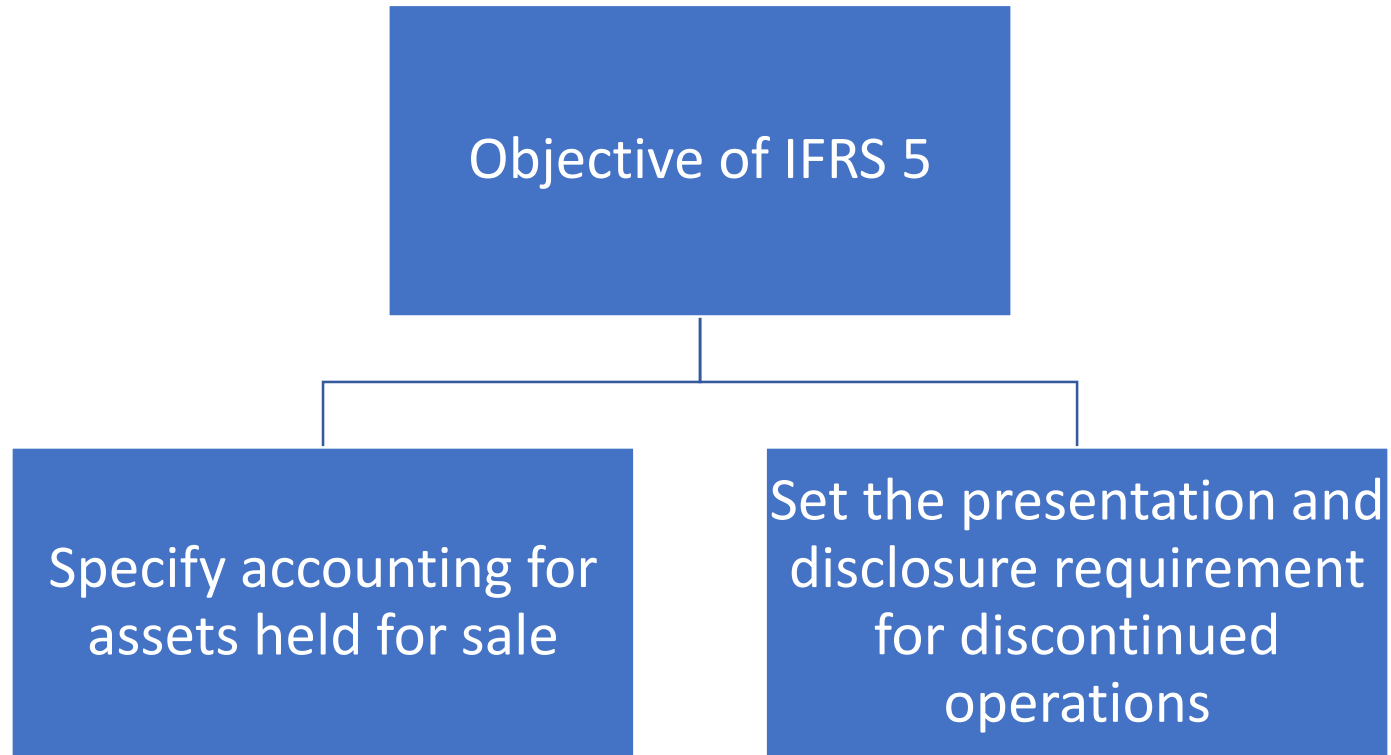 Objective of IFRS 5
Specify accounting for
assets held for sale
Set the presentation and
disclosure requirement
for discontinued
operations